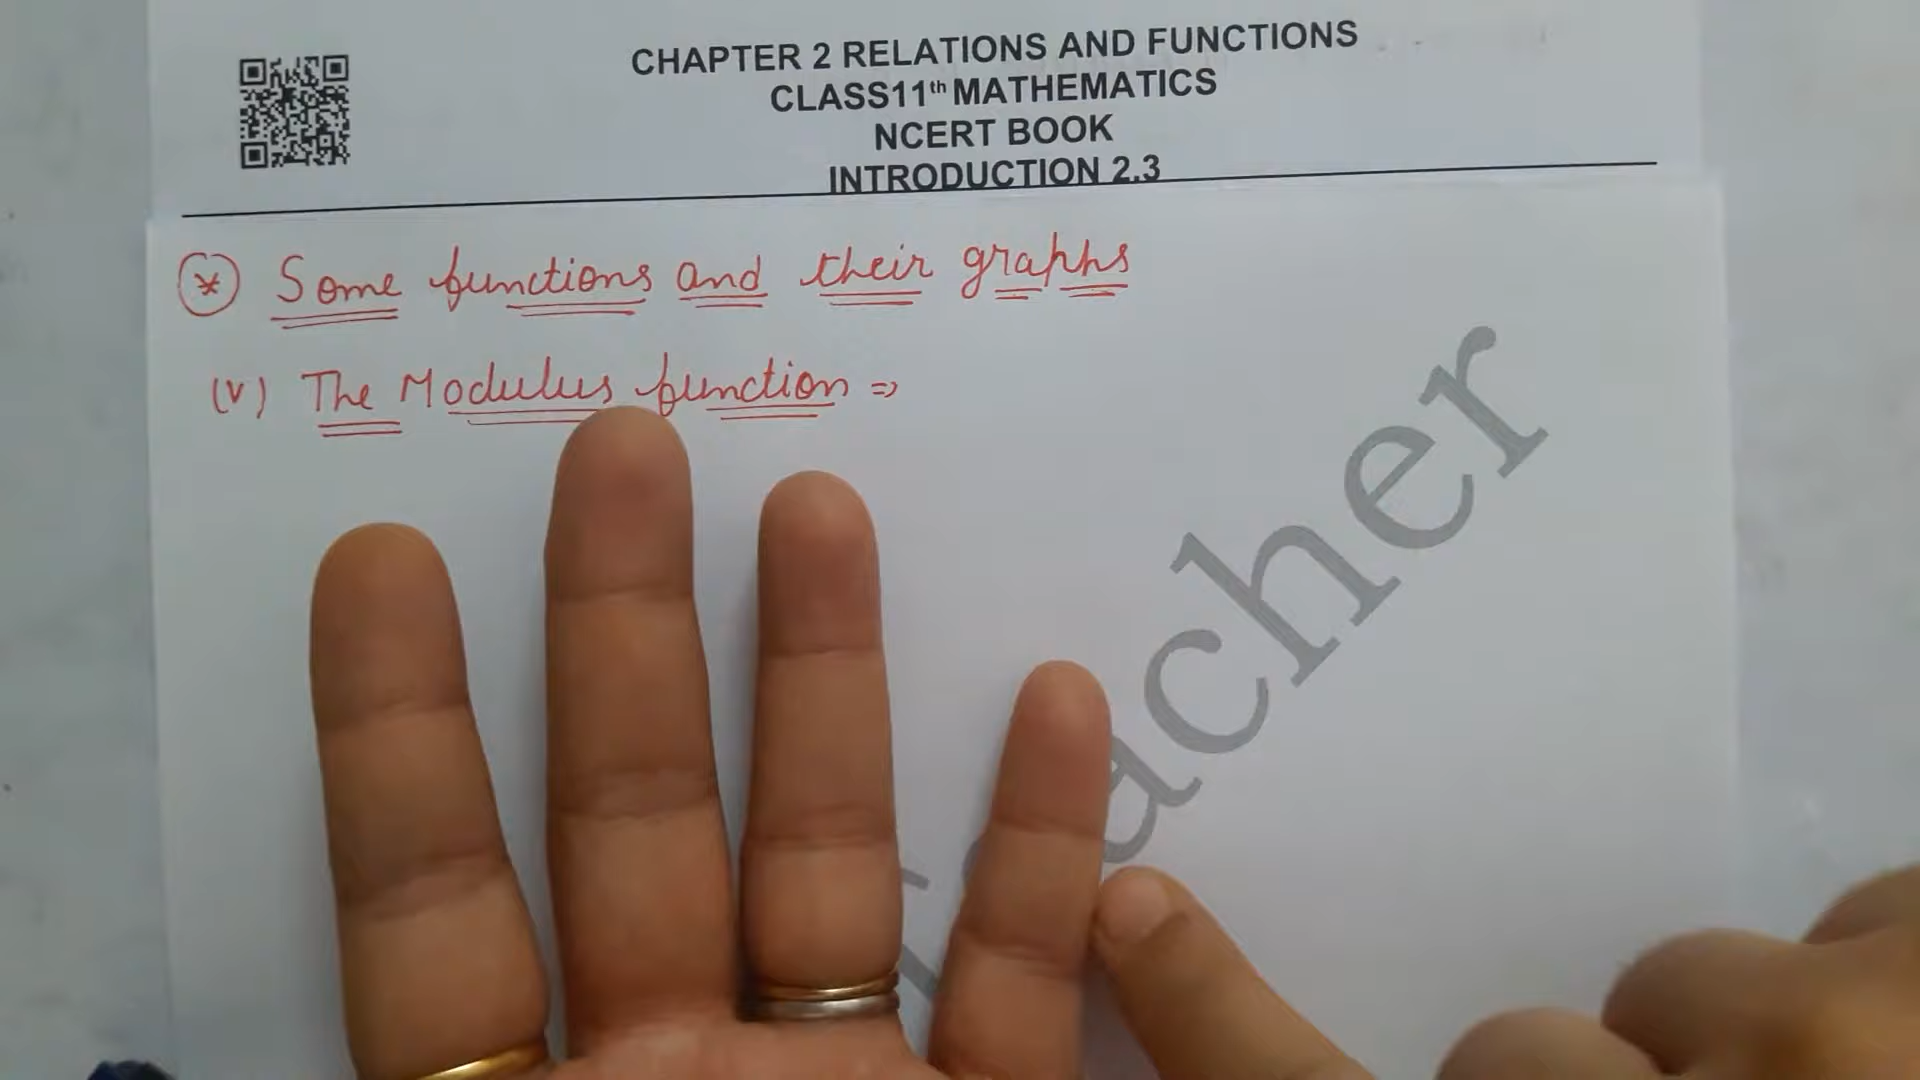 CHAPTER 2 RELATIONS AND FUNCTIONS
CLASS11th MATHEMATICS
NCERT BOOK
INTRODUCTION 2.3
Some functions and their graphs
(V) The Modulus function =>
acher